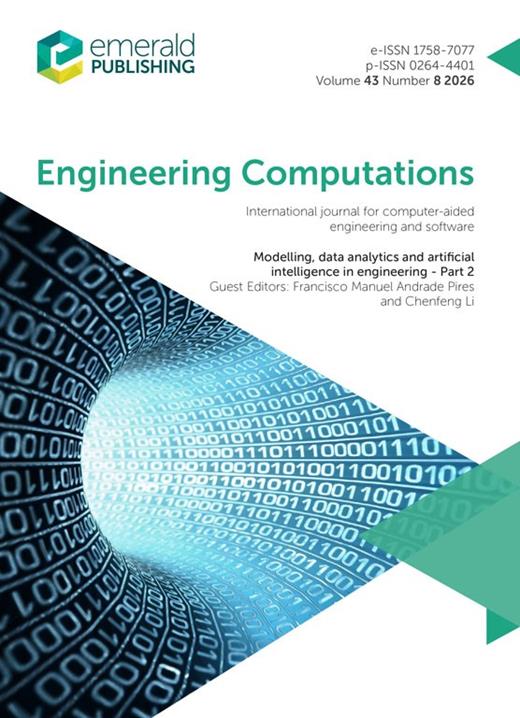 emerald
PUBLISHING
e-ISSN 1758-7077
p-ISSN 0264-4401
Volume 43 Number 8 2026
Engineering Computations
International journal for computer-aided
engineering and software
Modelling, data analytics and artificial
intelligence in engineering - Part 2
Guest Editors: Francisco Manuel Andrade Pires
and Chenfeng Li